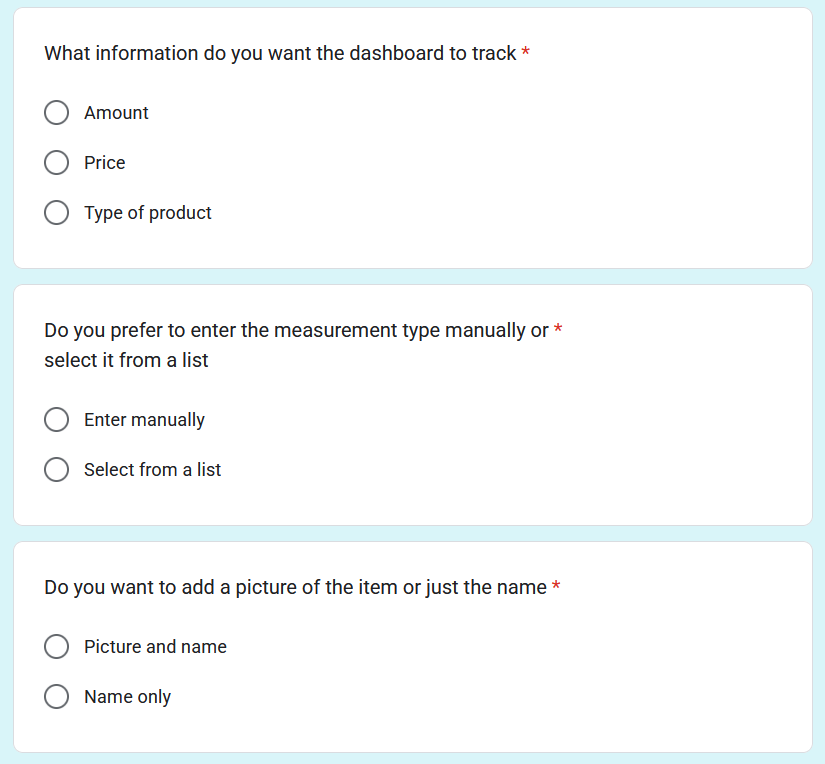 What information do you want the dashboard to track *
Amount
Price
Type of product
Do you prefer to enter the measurement type manually or *
select it from a list
Enter manually
Select from a list
Do you want to add a picture of the item or just the name *
Picture and name
Name only